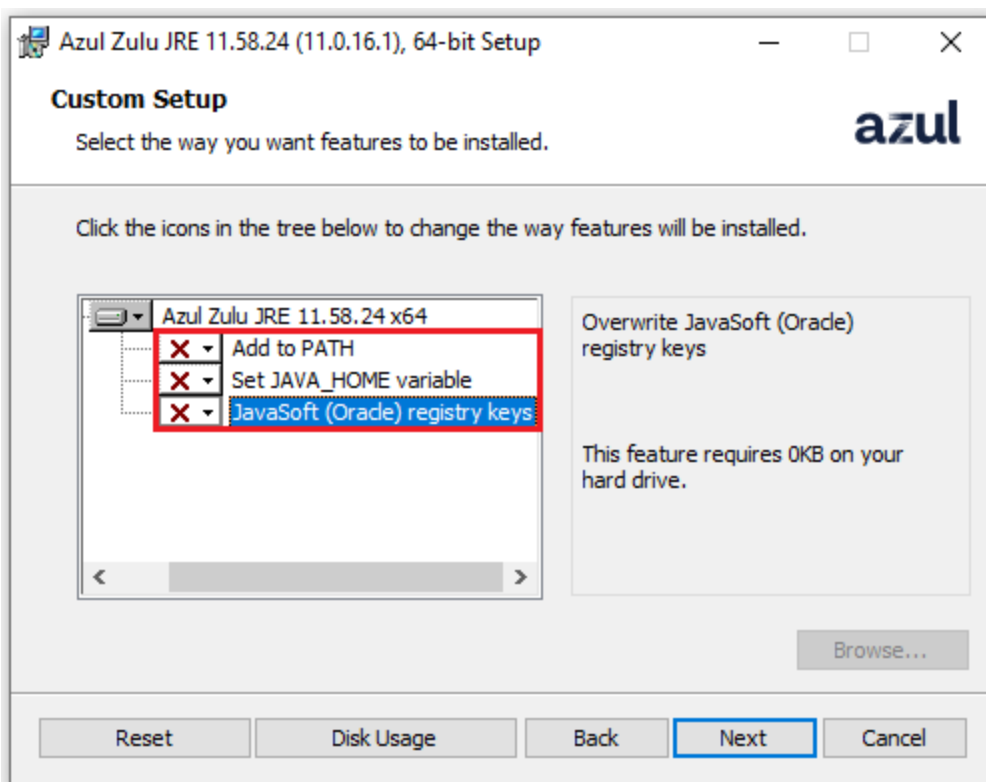 Azul Zulu JRE 11.58.24 (11.0.16.1), 64-bit Setup
Custom Setup
Select the way you want features to be installed.
azul
Click the icons in the tree below to change the way features will be installed.
Azul Zulu JRE 11.58.24 x64
Add to PATH
Set JAVA_HOME variable
JavaSoft (Oracle) registry keys
Overwrite JavaSoft (Oracle)
registry keys
This feature requires 0KB on your
hard drive.
Browse...
Reset
Disk Usage
Back
Next
Cancel